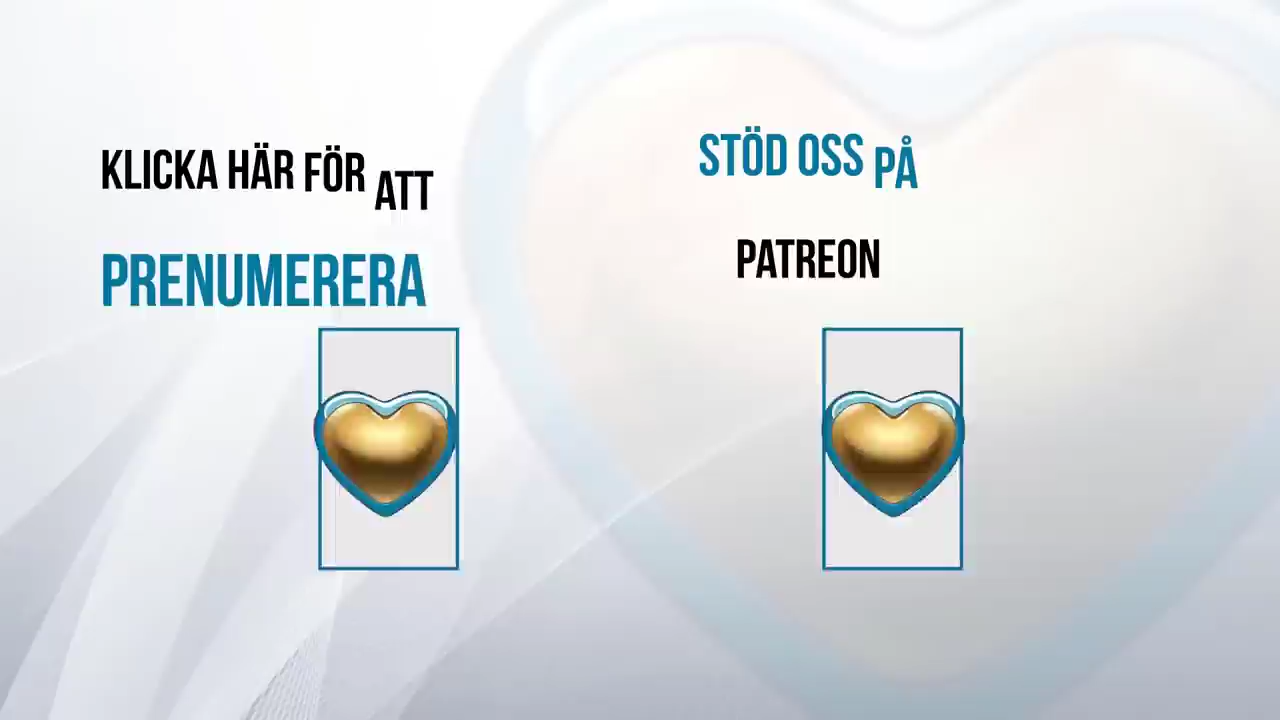 KLICKA HÄR FÖR ATT
PRENUMERERA
STÖD OSS PÅ
PATREON